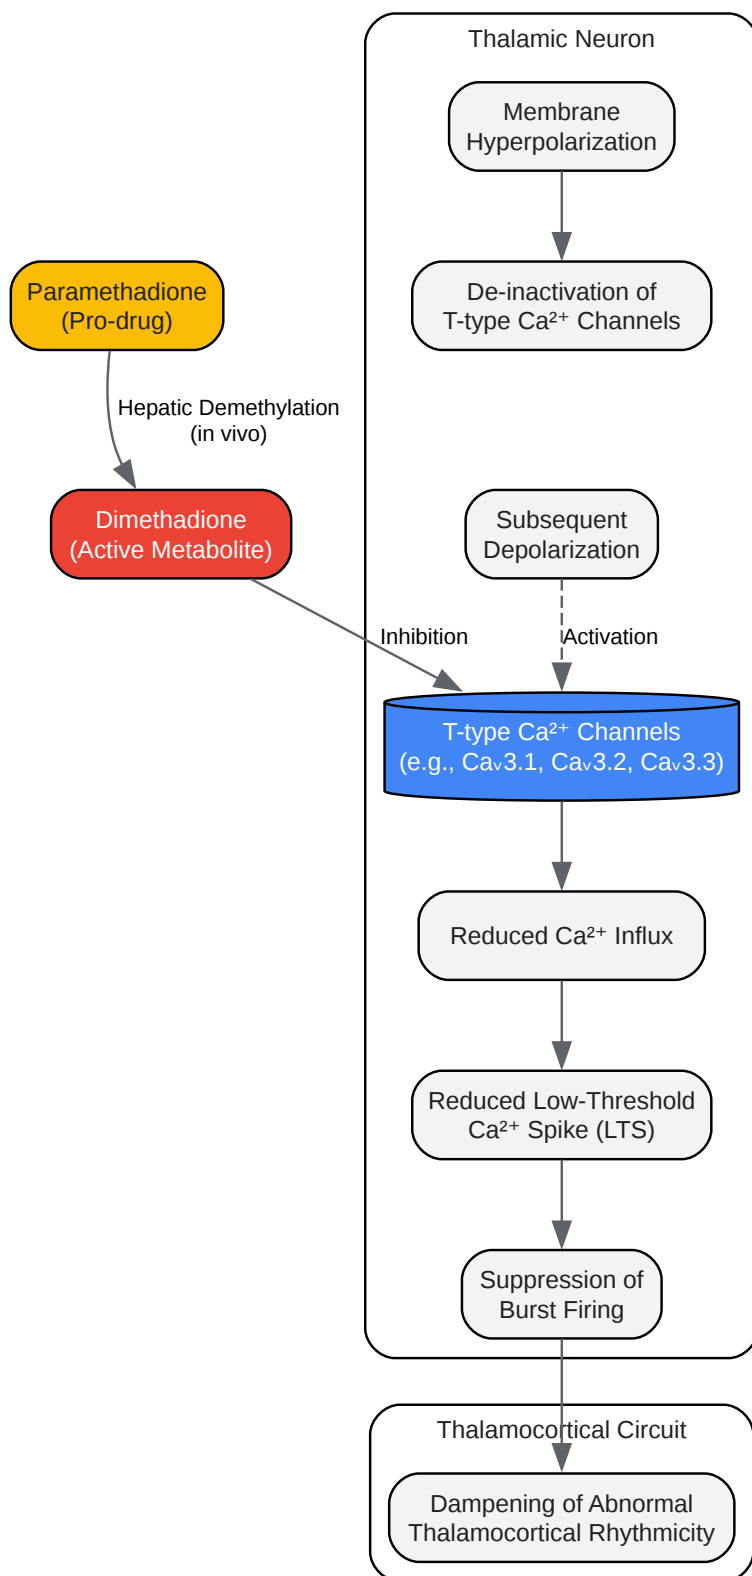 Thalamic Neuron
Membrane
Hyperpolarization
Paramethadione
(Pro-drug)
De-inactivation of
T-type Ca²⁺ Channels
Hepatic Demethylation
(in vivo)
Dimethadione
(Active Metabolite)
Subsequent
Depolarization
Inhibition
Activation
T-type Ca²⁺ Channels
(e.g., Caᵥ3.1, Caᵥ3.2, Caᵥ3.3)
Reduced Ca²⁺ Influx
Reduced Low-Threshold
Ca²⁺ Spike (LTS)
Suppression of
Burst Firing
Thalamocortical Circuit
Dampening of Abnormal
Thalamocortical Rhythmicity